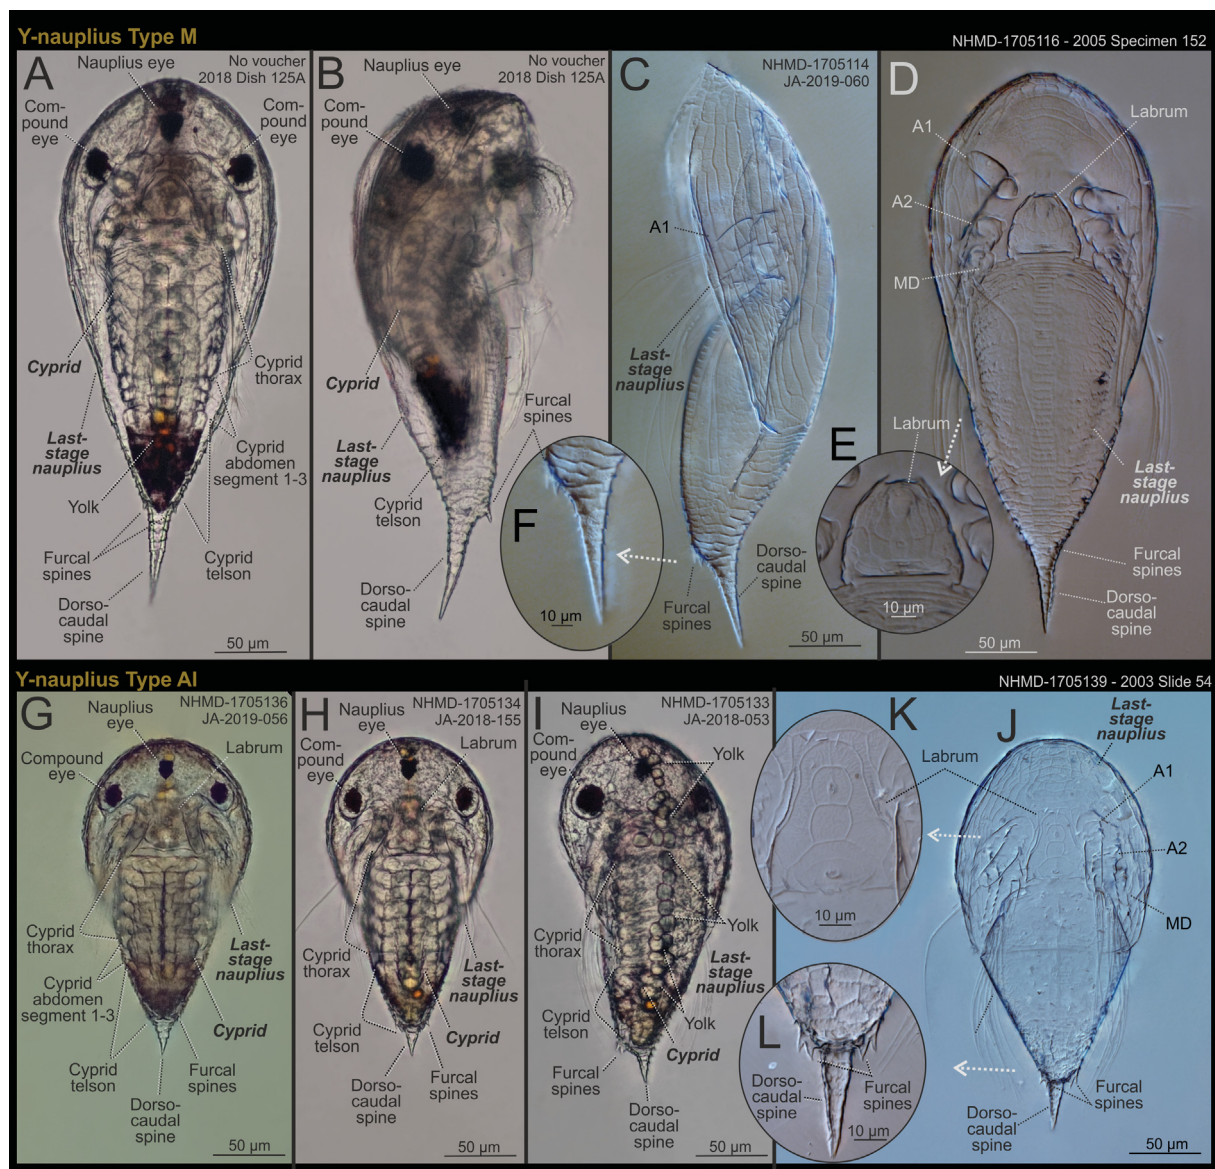 Y-nauplius Type M
NHMD-1705116 - 2005 Specimen 152
A
Nauplius eye
No voucher
2018 Dish 125A
Com-
pound
eye
Com-
pound
eye
Cyprid
Cyprid
thorax
Last-
stage
nauplius
Cyprid
abdomen
segment 1-3
Yolk
Furcal
spines
Cyprid
telson
Dorso-
caudal
spine
50 µm
B
Nauplius eye
No voucher
2018 Dish 125A
Com-
pound
eye
Cyprid
Furcal
spines
Last-
stage
nauplius
Cyprid
telson
Dorso-
caudal
spine
F
10 µm
C
NHMD-1705114
JA-2019-060
A1
Last-
stage
nauplius
Dorso-
caudal
spine
Furcal
spines
50 µm
D
Labrum
A1
A2
MD
E
Labrum
10 µm
Last-
stage
nauplius
Furcal
spines
Dorso-
caudal
spine
50 µm
Y-nauplius Type AI
NHMD-1705139 - 2003 Slide 54
G
NHMD-1705136
JA-2019-056
Nauplius
eye
Labrum
Compound
eye
Cyprid
thorax
Last-
stage
nauplius
Cyprid
abdomen
segment 1-3
Cyprid
Cyprid
telson
Furcal
spines
Dorso-
caudal
spine
50 µm
H
NHMD-1705134
JA-2018-155
Nauplius
eye
Labrum
Com-
pound
eye
Cyprid
thorax
Last-
stage
nauplius
Cyprid
telson
Cyprid
Dorso-
caudal
spine
Furcal
spines
50 µm
I
NHMD-1705133
JA-2018-053
Nauplius
eye
Com-
pound
eye
Yolk
Yolk
Cyprid
thorax
Last-
stage
nauplius
Cyprid
telson
Yolk
Cyprid
Furcal
spines
Dorso-
caudal
spine
50 µm
K
Labrum
10 µm
J
Last-
stage
nauplius
A1
A2
MD
L
Dorso-
caudal
spine
Furcal
spines
10 µm
Dorso-
caudal
spine
Furcal
spines
50 µm